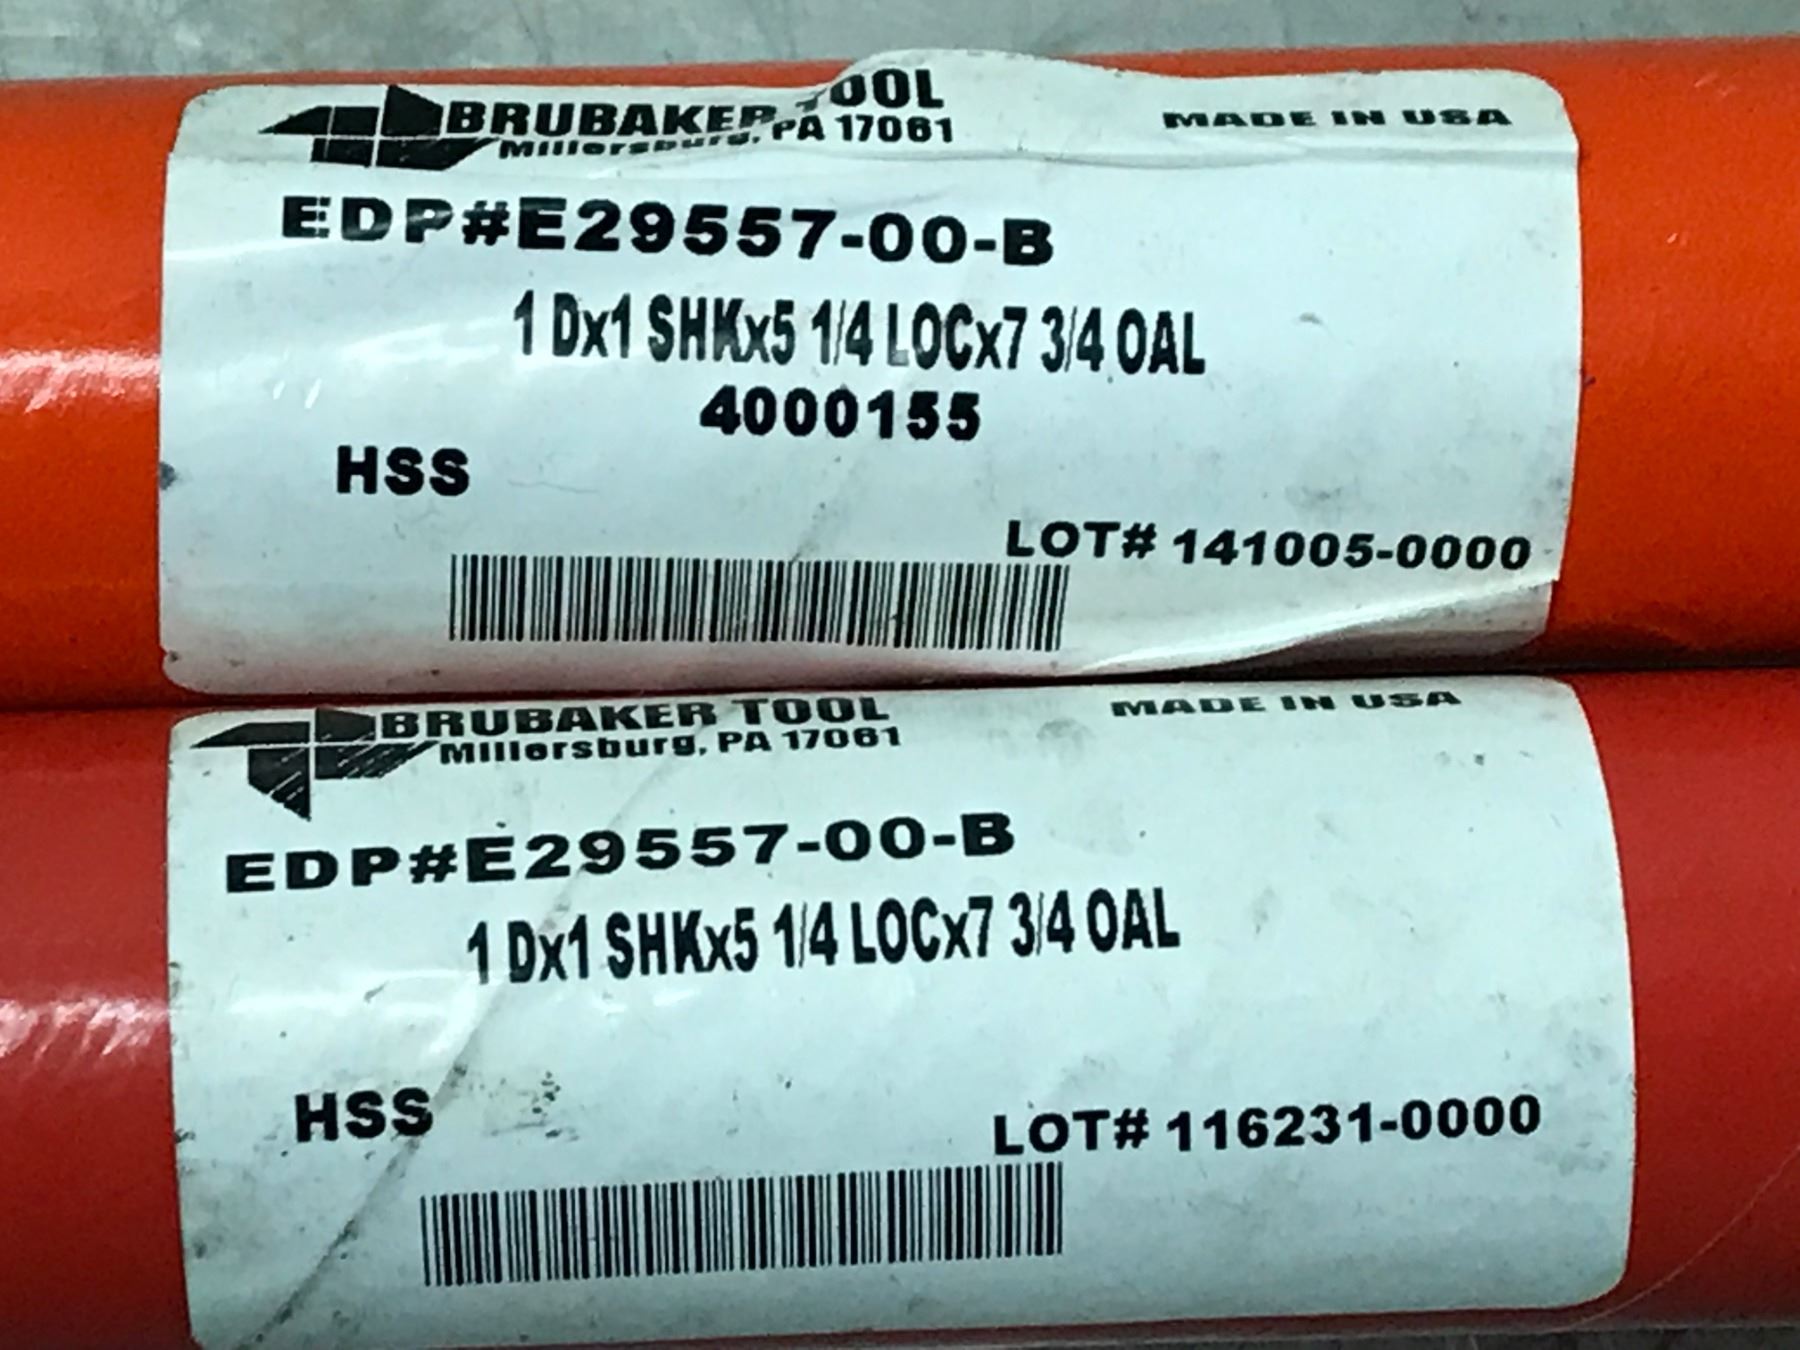 BRUBAKER TOOL
MADE IN USA
Millersburg, PA 17061
EDP#E29557-00-B
1 Dx1 SHKx5 1/4 LOCx7 3/4 OAL
4000155
HSS
LOT# 141005-0000
BRUBAKER TOOL
MADE IN USA
Millersburg, PA 17061
EDP#E29557-00-B
1 Dx1 SHKx5 1/4 LOCx7 3/4 OAL
HSS
LOT# 116231-0000